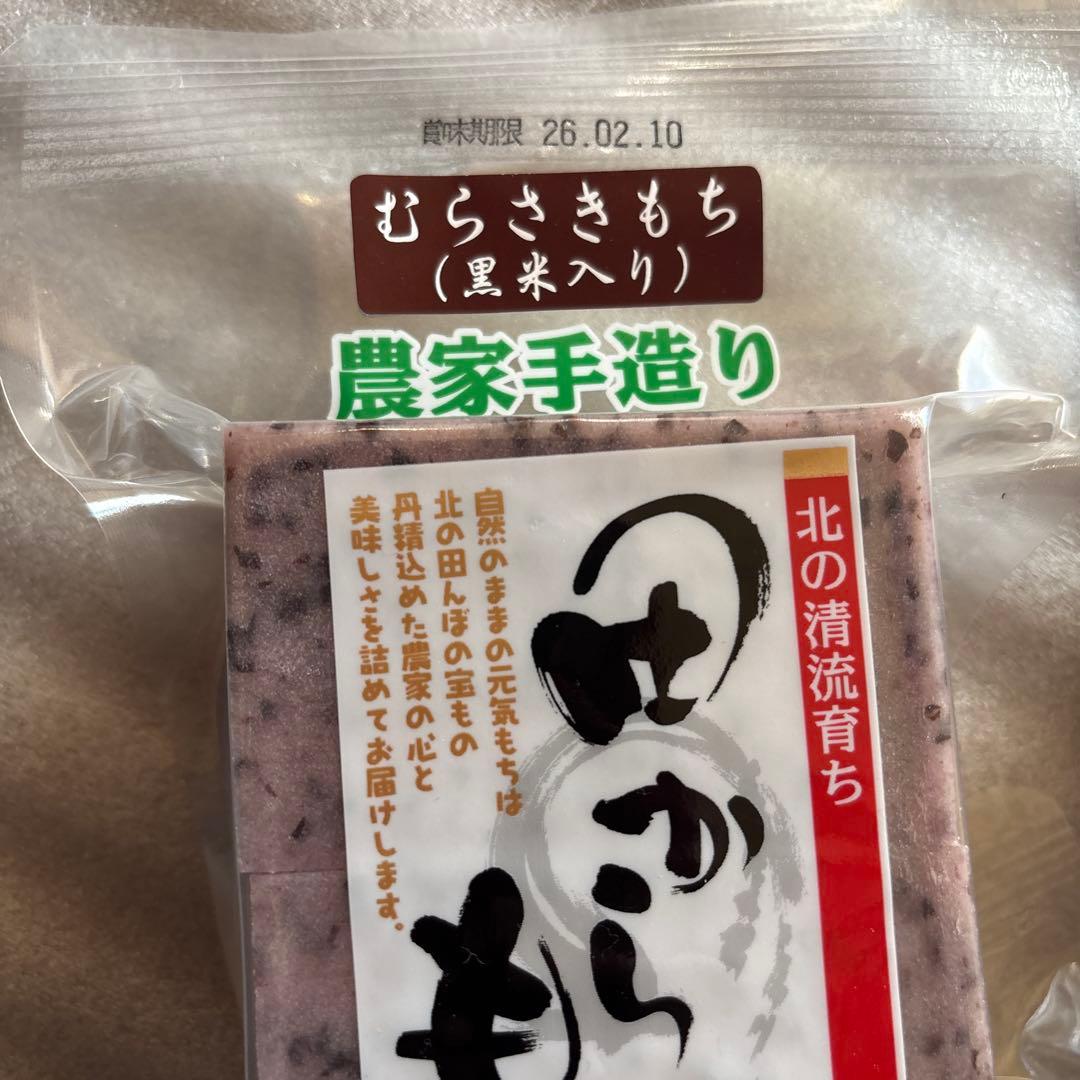 賞味期限 26.02.10
むらさきもち
(黒米入り)
農家手造り
北の清流育ち
田から
も
自然のままの元気もちは
北の田んぼの宝もの
丹精込めた農家の心と
美味しさを詰めてお届けします。